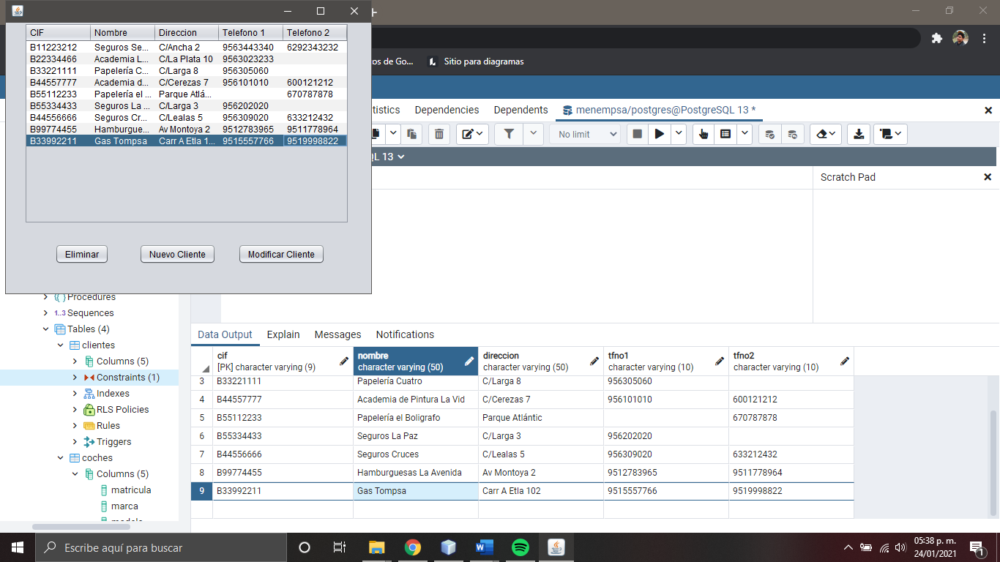 CIF Nombre Direccion Telefono 1 Telefono 2
B11223212 Seguros Se... C/Ancha 2 9563443340 6292343232
B22334466 Academia L... C/La Plata 10 9563023233
B33221111 Papelería C... C/Larga 8 956305060
B44557777 Academia d... C/Cerezas 7 956101010 600121212
B55112233 Papelería el ... Parque Atlá... 670787878
B55334433 Seguros La ... C/Larga 3 956202020
B44556666 Seguros Cr... C/Lealas 5 956309020 633212432
B99774455 Hamburgue... Av Montoya 2 9512783965 9511778964
B33992211 Gas Tompsa Carr A Etla 1... 9515557766 9519998822
Eliminar Nuevo Cliente Modificar Cliente
cos de Go... Sitio para diagramas
tistics Dependencies Dependents menempsa/postgres@PostgreSQL 13 *
No limit
QL 13
Scratch Pad
Procedures
1..3 Sequences
Tables (4)
clientes
Columns (5)
Constraints (1)
Indexes
RLS Policies
Rules
Triggers
coches
Columns (5)
matricula
marca
Data Output Explain Messages Notifications
cif nombre direccion tfno1 tfno2
[PK] character varying (9) character varying (50) character varying (50) character varying (10) character varying (10)
3 B33221111 Papelería Cuatro C/Larga 8 956305060
4 B44557777 Academia de Pintura La Vid C/Cerezas 7 956101010 600121212
5 B55112233 Papelería el Boligrafo Parque Atlántic 670787878
6 B55334433 Seguros La Paz C/Larga 3 956202020
7 B44556666 Seguros Cruces C/Lealas 5 956309020 633212432
8 B99774455 Hamburguesas La Avenida Av Montoya 2 9512783965 9511778964
9 B33992211 Gas Tompsa Carr A Etla 102 9515557766 9519998822
Escribe aquí para buscar
05:38 p. m.
24/01/2021
1